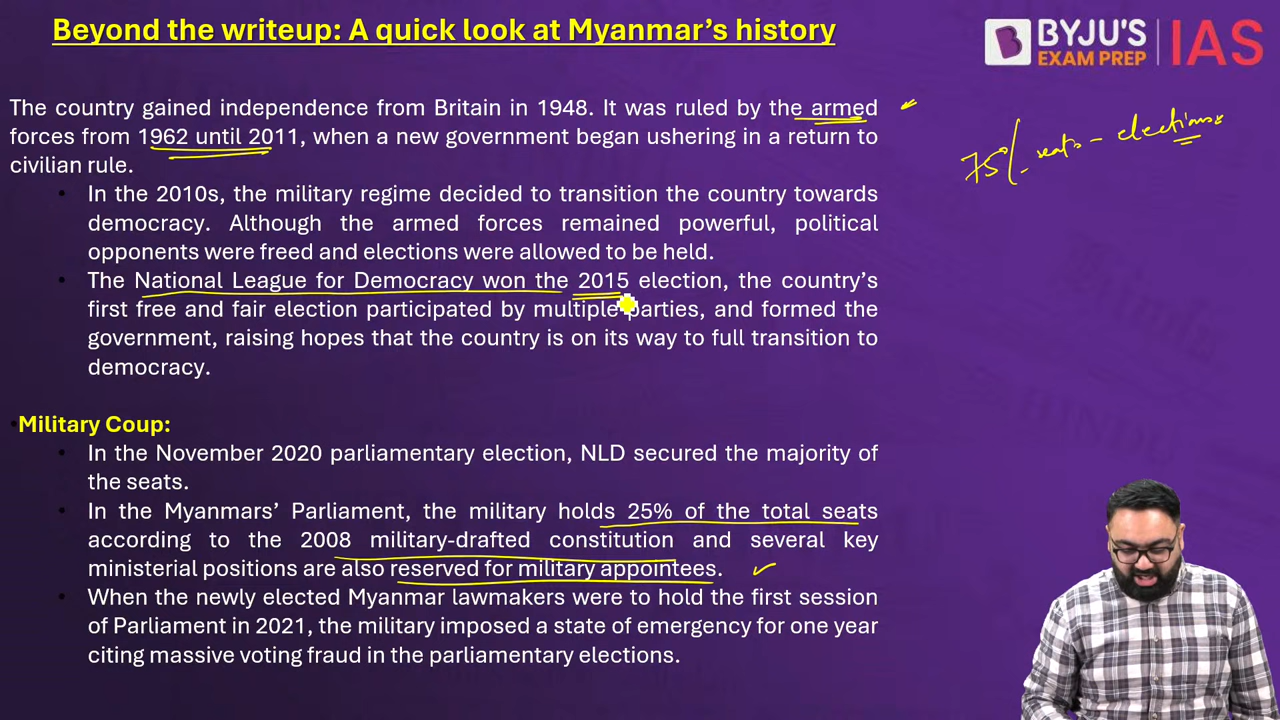 Beyond the writeup: A quick look at Myanmar's history
BYJU'S
EXAM PREP
IAS
The country gained independence from Britain in 1948. It was ruled by the armed
forces from 1962 until 2011, when a new government began ushering in a return to
civilian rule.
75% seats - elections
• In the 2010s, the military regime decided to transition the country towards
democracy. Although the armed forces remained powerful, political
opponents were freed and elections were allowed to be held.
• The National League for Democracy won the 2015 election, the country's
first free and fair election participated by multiple parties, and formed the
government, raising hopes that the country is on its way to full transition to
democracy.
• Military Coup:
• In the November 2020 parliamentary election, NLD secured the majority of
the seats.
• In the Myanmars' Parliament, the military holds 25% of the total seats
according to the 2008 military-drafted constitution and several key
ministerial positions are also reserved for military appointees.
• When the newly elected Myanmar lawmakers were to hold the first session
of Parliament in 2021, the military imposed a state of emergency for one year
citing massive voting fraud in the parliamentary elections.